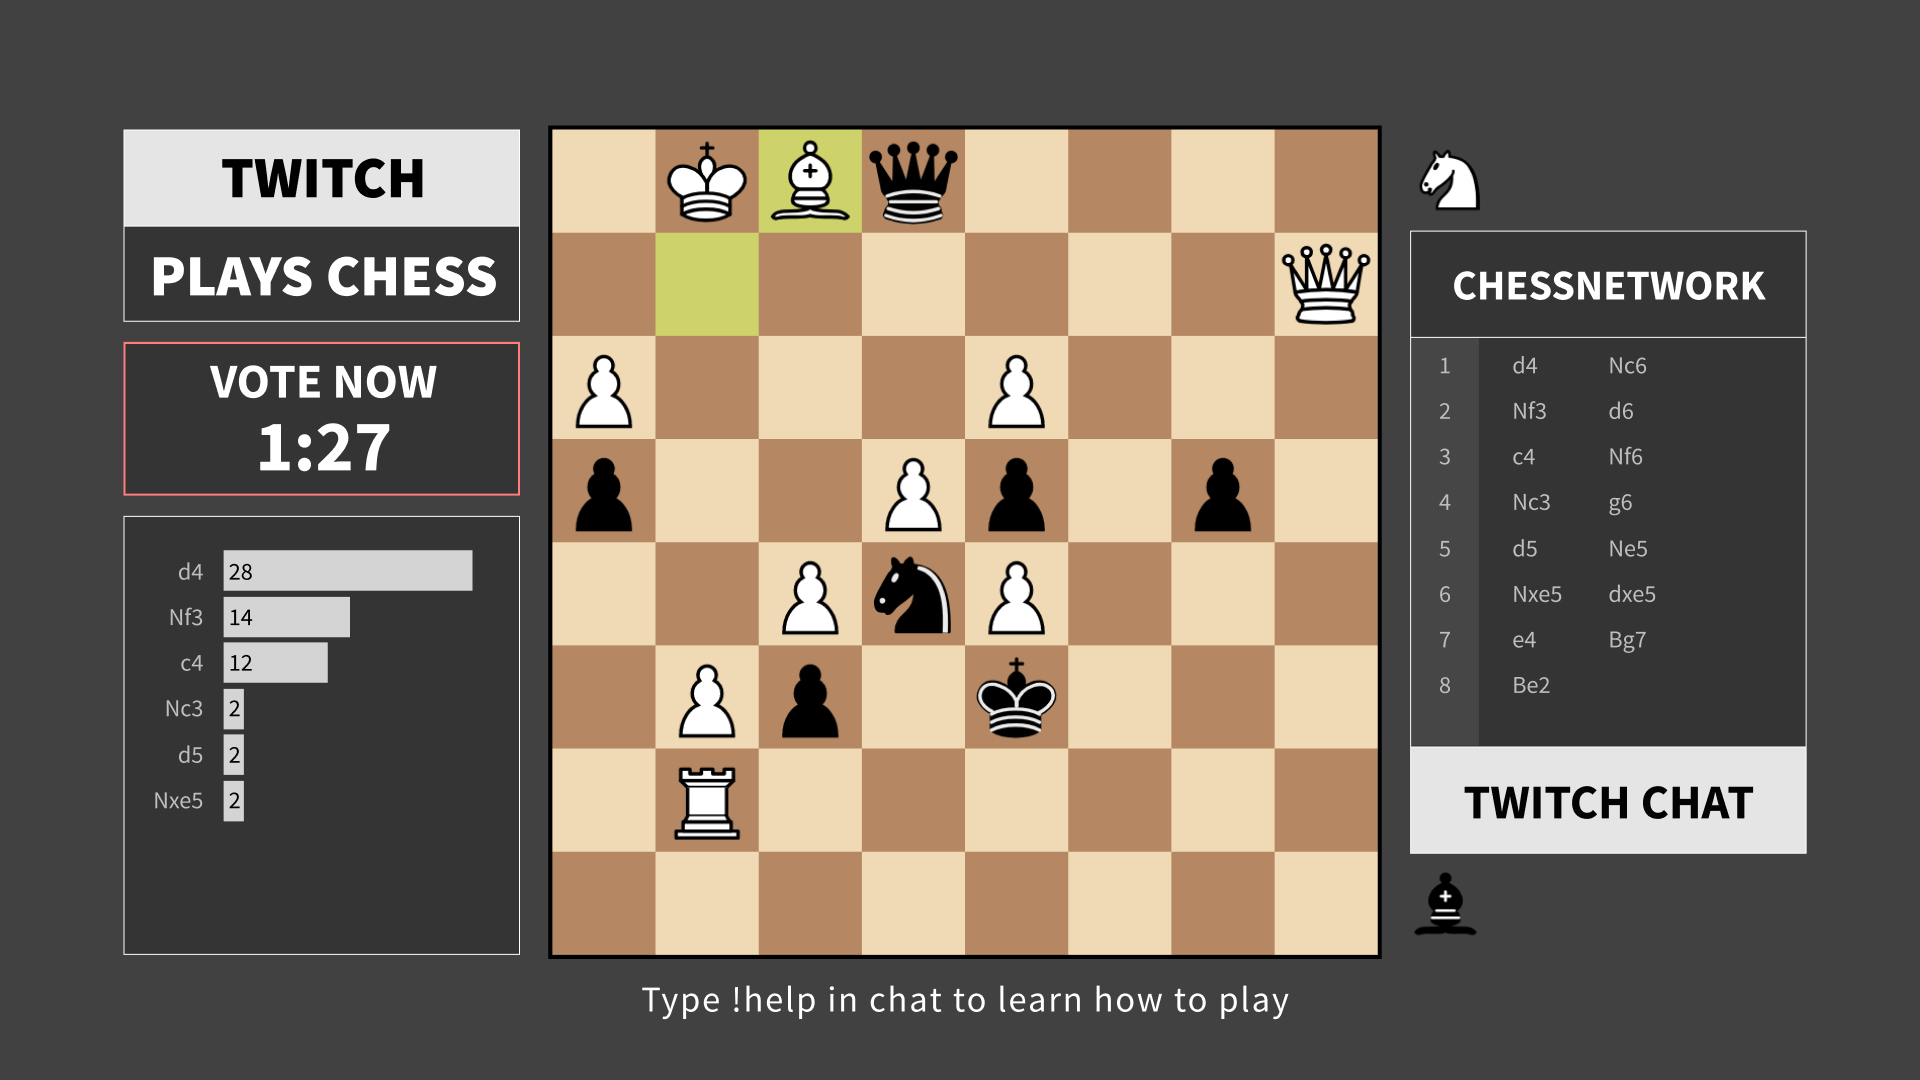 TWITCH
PLAYS CHESS
VOTE NOW
1:27
d4 28
Nf3 14
c4 12
Nc3 2
d5 2
Nxe5 2
CHESSNETWORK
1 d4 Nc6
2 Nf3 d6
3 c4 Nf6
4 Nc3 g6
5 d5 Ne5
6 Nxe5 dxe5
7 e4 Bg7
8 Be2
TWITCH CHAT
Type !help in chat to learn how to play